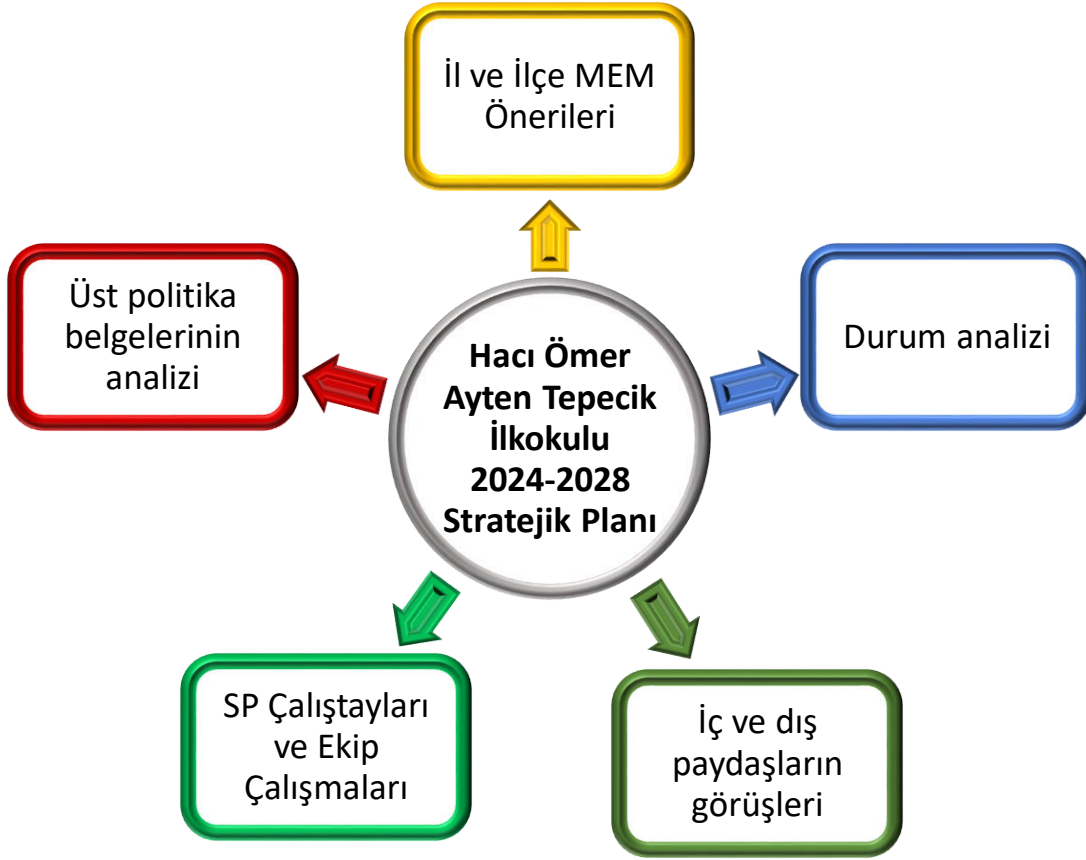 İl ve İlçe MEM
Önerileri
Üst politika
belgelerinin
analizi
Durum analizi
Hacı Ömer
Ayten Tepecik
İlkokulu
2024-2028
Stratejik Planı
SP Çalıştayları
ve Ekip
Çalışmaları
İç ve dış
paydaşların
görüşleri